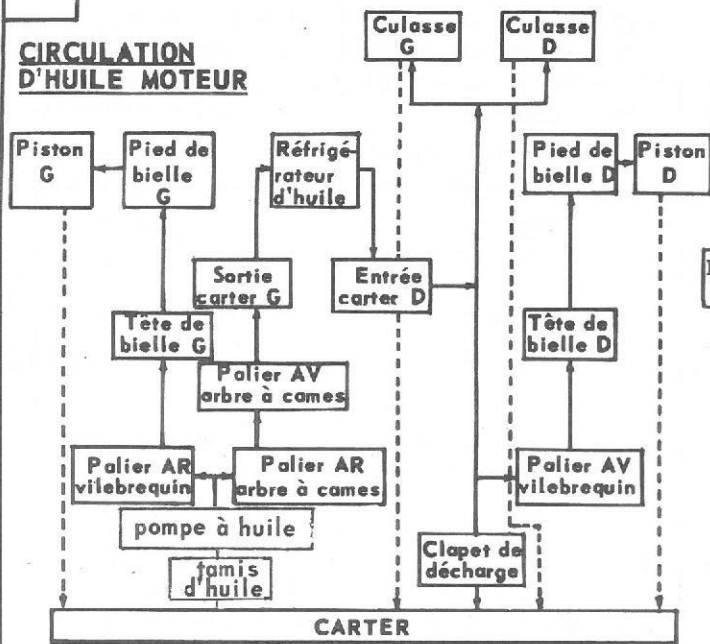 CIRCULATION
D'HUILE MOTEUR
Culasse
G
Culasse
D
Piston
G
Pied de
bielle
G
Réfrigé-
rateur
d'huile
Pied de
bielle D
Piston
D
Sortie
carter G
Entrée
carter D
Tête de
bielle G
Tête de
bielle D
Palier AV
arbre à cames
Palier AR
vilebrequin
Palier AR
arbre à cames
Palier AV
vilebrequin
pompe à huile
Clapet de
décharge
tamis
d'huile
CARTER